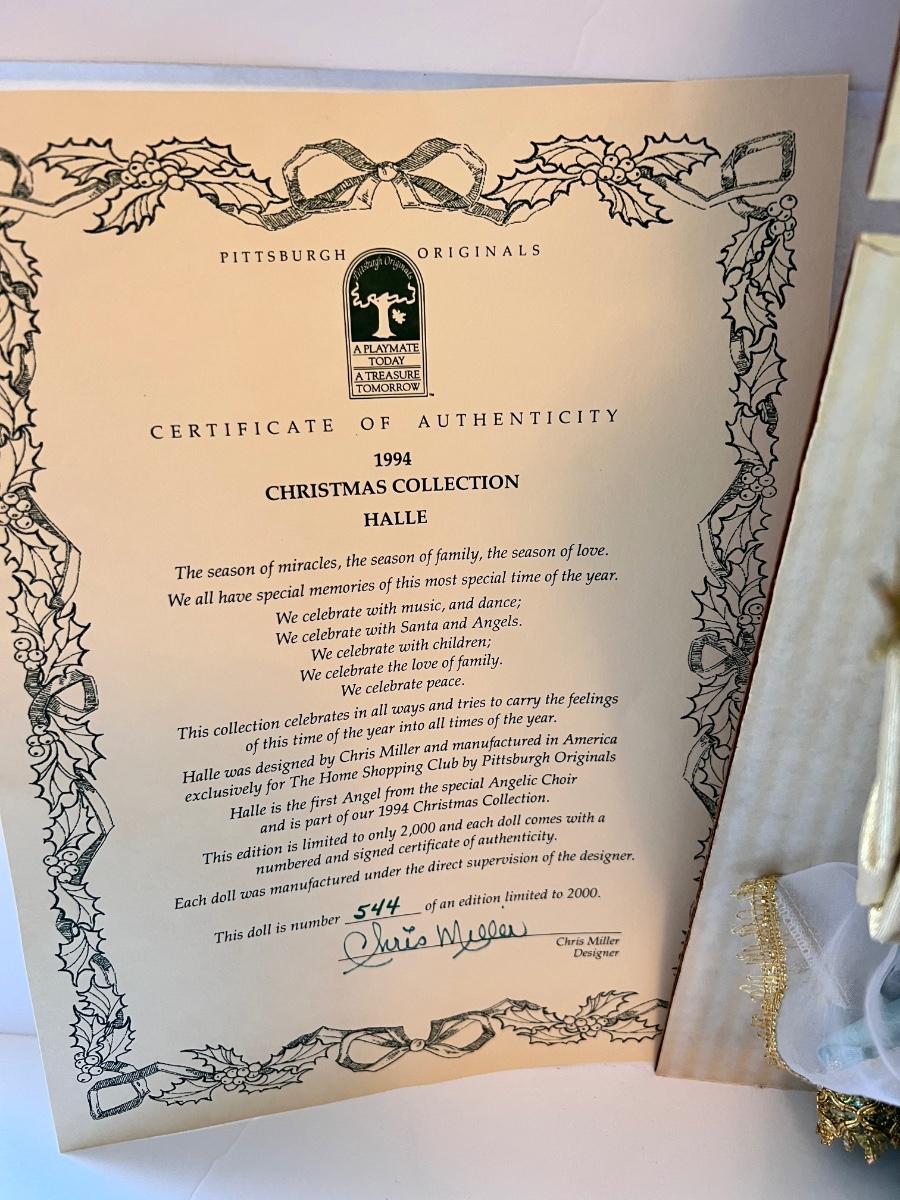 PITTSBURGH ORIGINALS
Pittsburgh Originals
A PLAYMATE
TODAY
A TREASURE
TOMORROW
™
CERTIFICATE OF AUTHENTICITY
1994
CHRISTMAS COLLECTION
HALLE
The season of miracles, the season of family, the season of love.
We all have special memories of this most special time of the year.
We celebrate with music, and dance;
We celebrate with Santa and Angels.
We celebrate with children;
We celebrate the love of family.
We celebrate peace.
This collection celebrates in all ways and tries to carry the feelings
of this time of the year into all times of the year.
Halle was designed by Chris Miller and manufactured in America
exclusively for The Home Shopping Club by Pittsburgh Originals
Halle is the first Angel from the special Angelic Choir
and is part of our 1994 Christmas Collection.
This edition is limited to only 2,000 and each doll comes with a
numbered and signed certificate of authenticity.
Each doll was manufactured under the direct supervision of the designer.
This doll is number 544 of an edition limited to 2000.
Chris Miller
Chris Miller
Designer